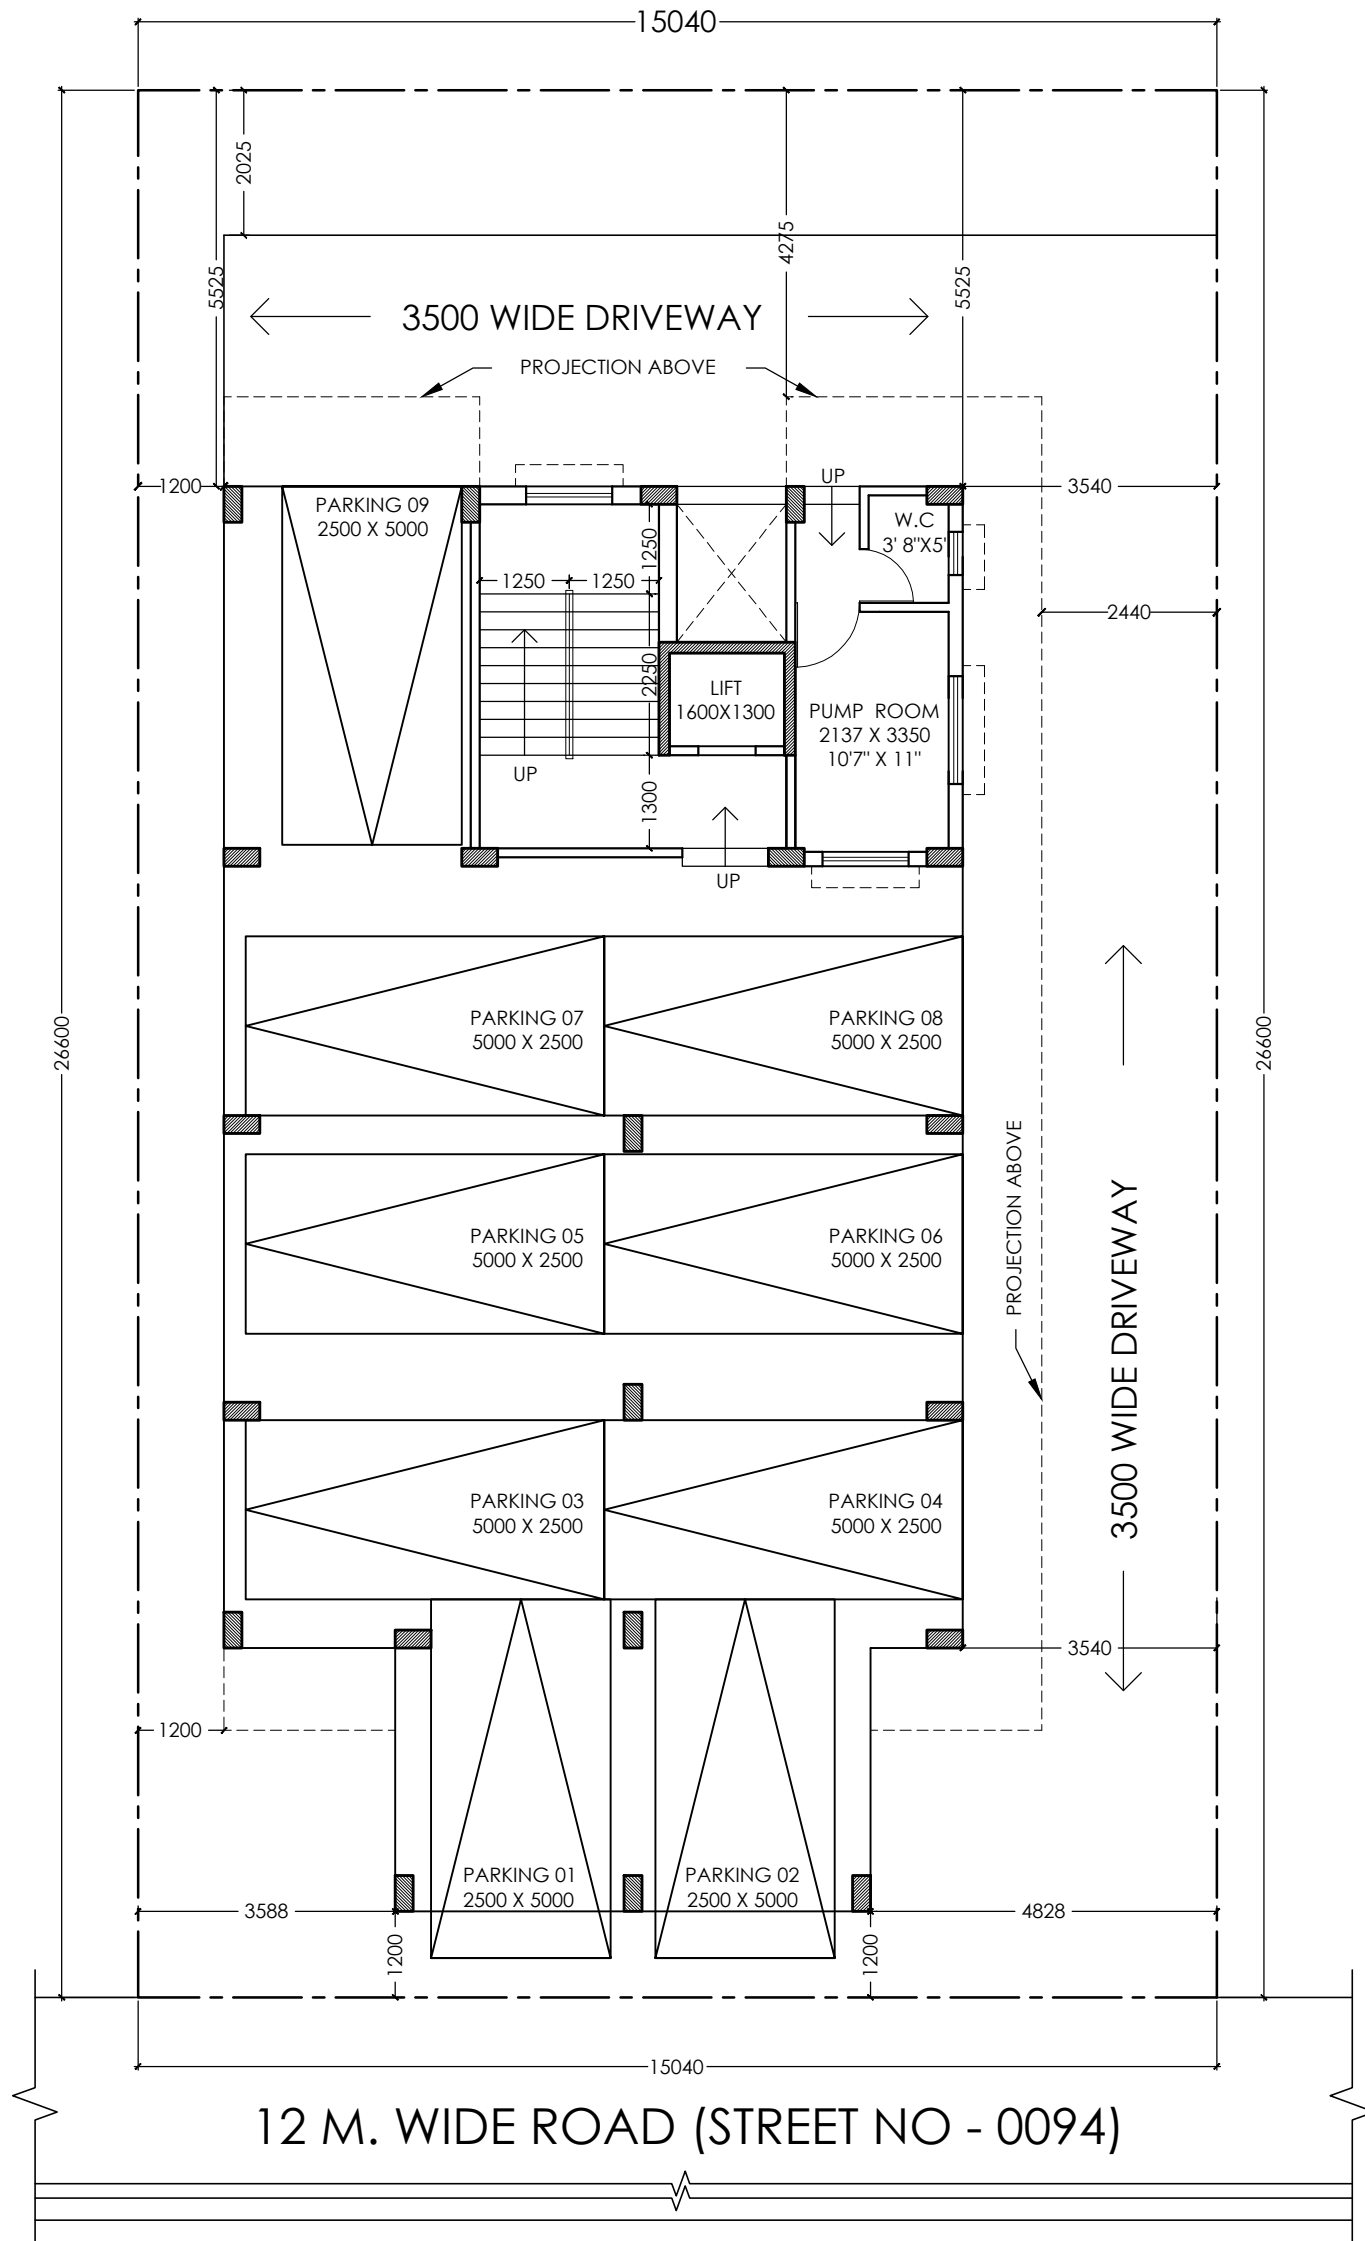 15040
2025
4275
5525
5525
3500 WIDE DRIVEWAY
PROJECTION ABOVE
1200
UP
3540
PARKING 09
2500 X 5000
W.C
3' 8"X5'
1250
1250
1250
2440
2250
LIFT
1600X1300
PUMP ROOM
2137 X 3350
10'7" X 11"
UP
1300
UP
26600
26600
PARKING 07
5000 X 2500
PARKING 08
5000 X 2500
PROJECTION ABOVE
3500 WIDE DRIVEWAY
PARKING 05
5000 X 2500
PARKING 06
5000 X 2500
PARKING 03
5000 X 2500
PARKING 04
5000 X 2500
3540
1200
PARKING 01
2500 X 5000
PARKING 02
2500 X 5000
3588
4828
1200
1200
15040
12 M. WIDE ROAD (STREET NO - 0094)